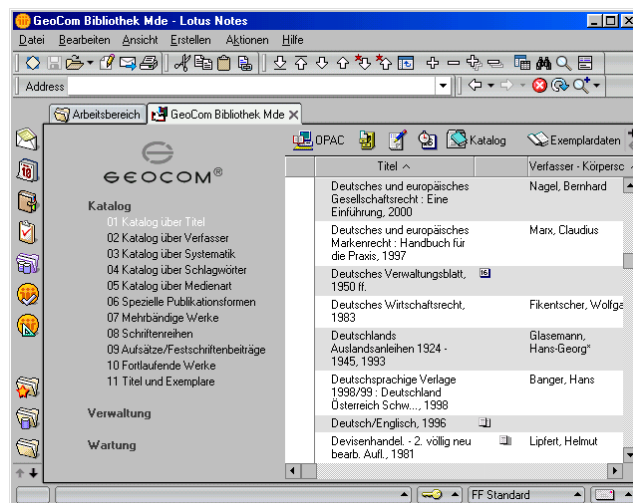 GeoCom Bibliothek Mde - Lotus Notes
Datei Bearbeiten Ansicht Erstellen Aktionen Hilfe
Address
Arbeitsbereich GeoCom Bibliothek Mde
OPAC Katalog Exemplardaten
GEOCOM®
Titel Verfasser - Körpersc
Katalog
01 Katalog über Titel
02 Katalog über Verfasser
03 Katalog über Systematik
04 Katalog über Schlagwörter
05 Katalog über Medienart
06 Spezielle Publikationsformen
07 Mehrbändige Werke
08 Schriftenreihen
09 Aufsätze/Festschriftenbeiträge
10 Fortlaufende Werke
11 Titel und Exemplare
Verwaltung
Wartung
Deutsches und europäisches Nagel, Bernhard
Gesellschaftsrecht : Eine
Einführung, 2000
Deutsches und europäisches Marx, Claudius
Markenrecht : Handbuch für
die Praxis, 1997
Deutsches Verwaltungsblatt,
1950 ff.
Deutsches Wirtschaftsrecht, Fikentscher, Wolfga
1983
Deutschlands Glasemann,
Auslandsanleihen 1924 - Hans-Georg*
1945, 1993
Deutschsprachige Verlage Banger, Hans
1998/99 : Deutschland
Österreich Schw..., 1998
Deutsch/Englisch, 1996
Devisenhandel. - 2. völlig neu Lipfert, Helmut
bearb. Aufl., 1981
FF Standard